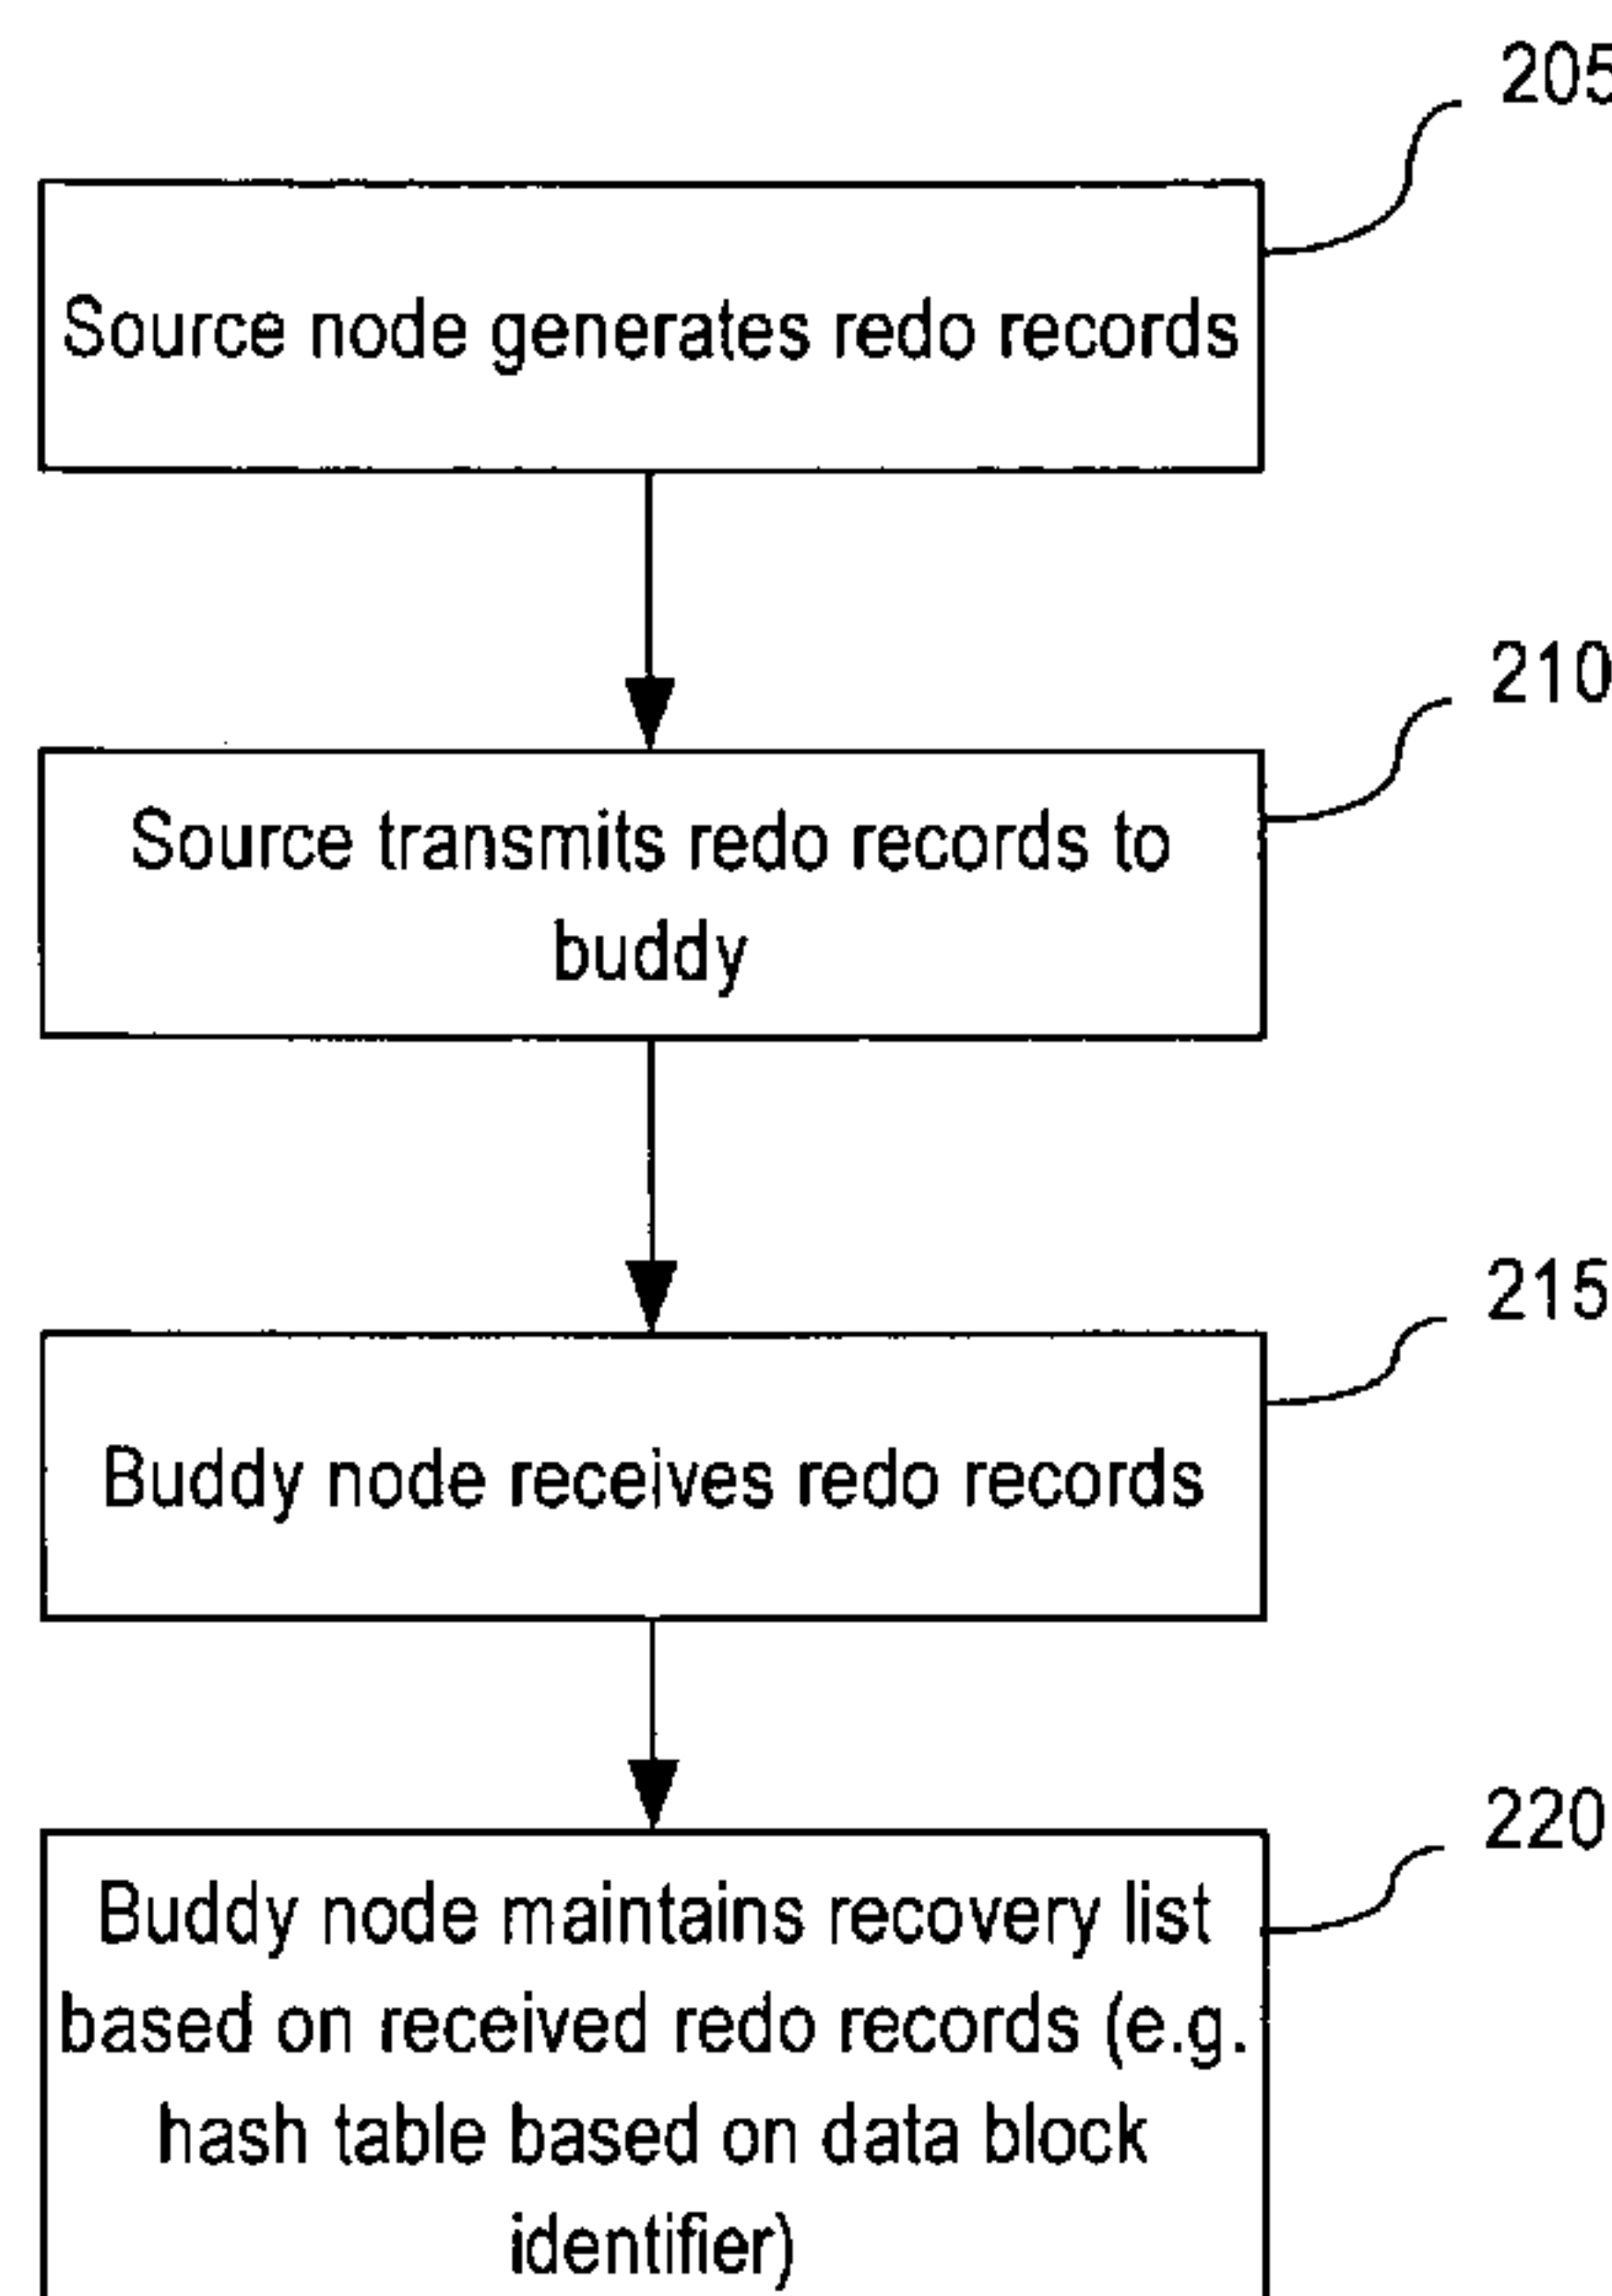 205
Source node generates redo records
210
Source transmits redo records to
buddy
215
Buddy node receives redo records
220
Buddy node maintains recovery list
based on received redo records (e.g.
hash table based on data block
identifier)